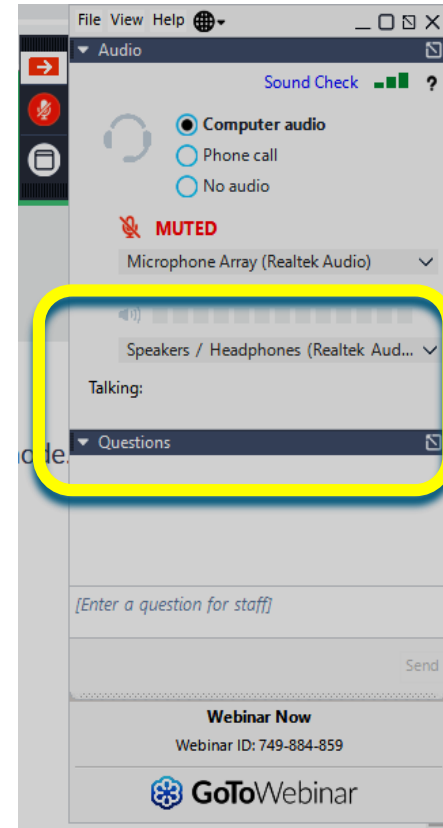 File View Help
Audio
Sound Check ?
Computer audio
Phone call
No audio
MUTED
Microphone Array (Realtek Audio)
Speakers / Headphones (Realtek Aud...
Talking:
Questions
[Enter a question for staff]
Send
Webinar Now
Webinar ID: 749-884-859
GoToWebinar